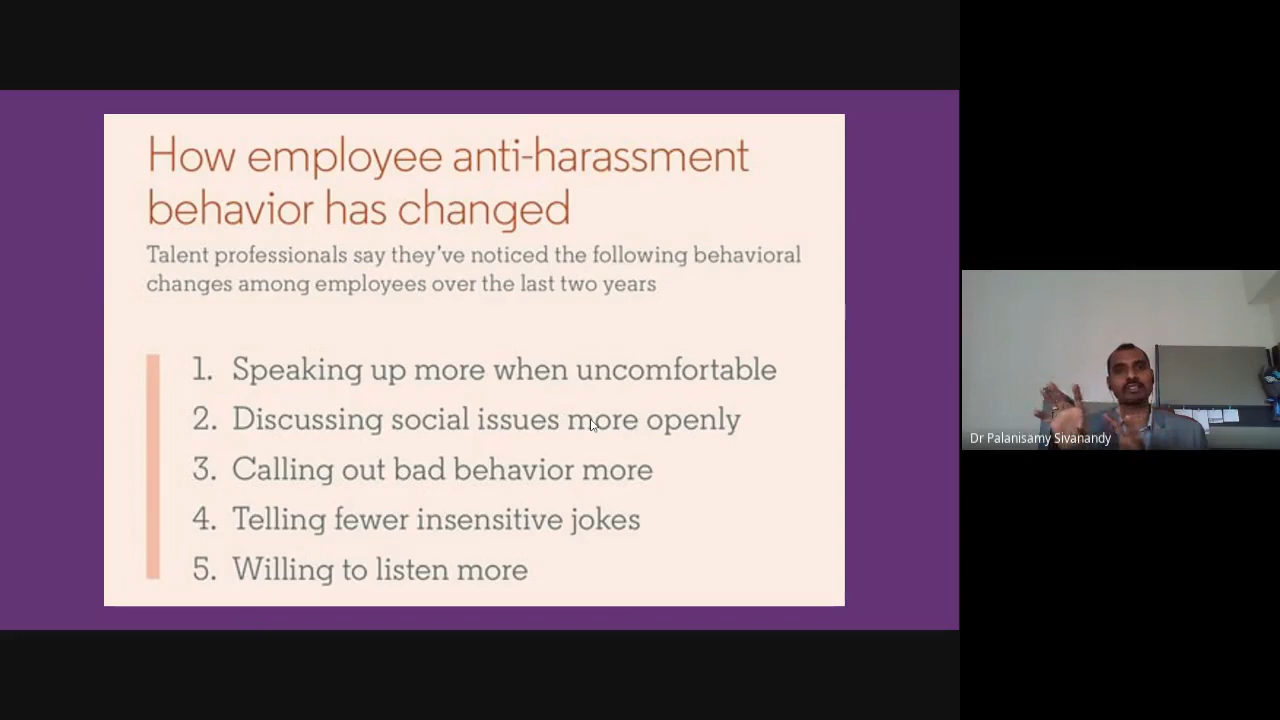 How employee anti-harassment
behavior has changed
Talent professionals say they've noticed the following behavioral
changes among employees over the last two years
1. Speaking up more when uncomfortable
2. Discussing social issues more openly
3. Calling out bad behavior more
4. Telling fewer insensitive jokes
5. Willing to listen more
Dr Palanisamy Sivanandy